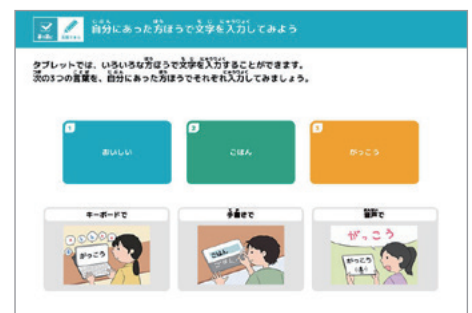 自分にあった方ほうで文字を入力してみよう
タブレットでは、いろいろな方ほうで文字を入力することができます。
次の3つの言葉を、自分にあった方ほうでそれぞれ入力してみましょう。
1
おいしい
2
ごはん
3
がっこう
キーボードで
手書きで
音声で
がっこう
ごはん
がっこう
がっこう